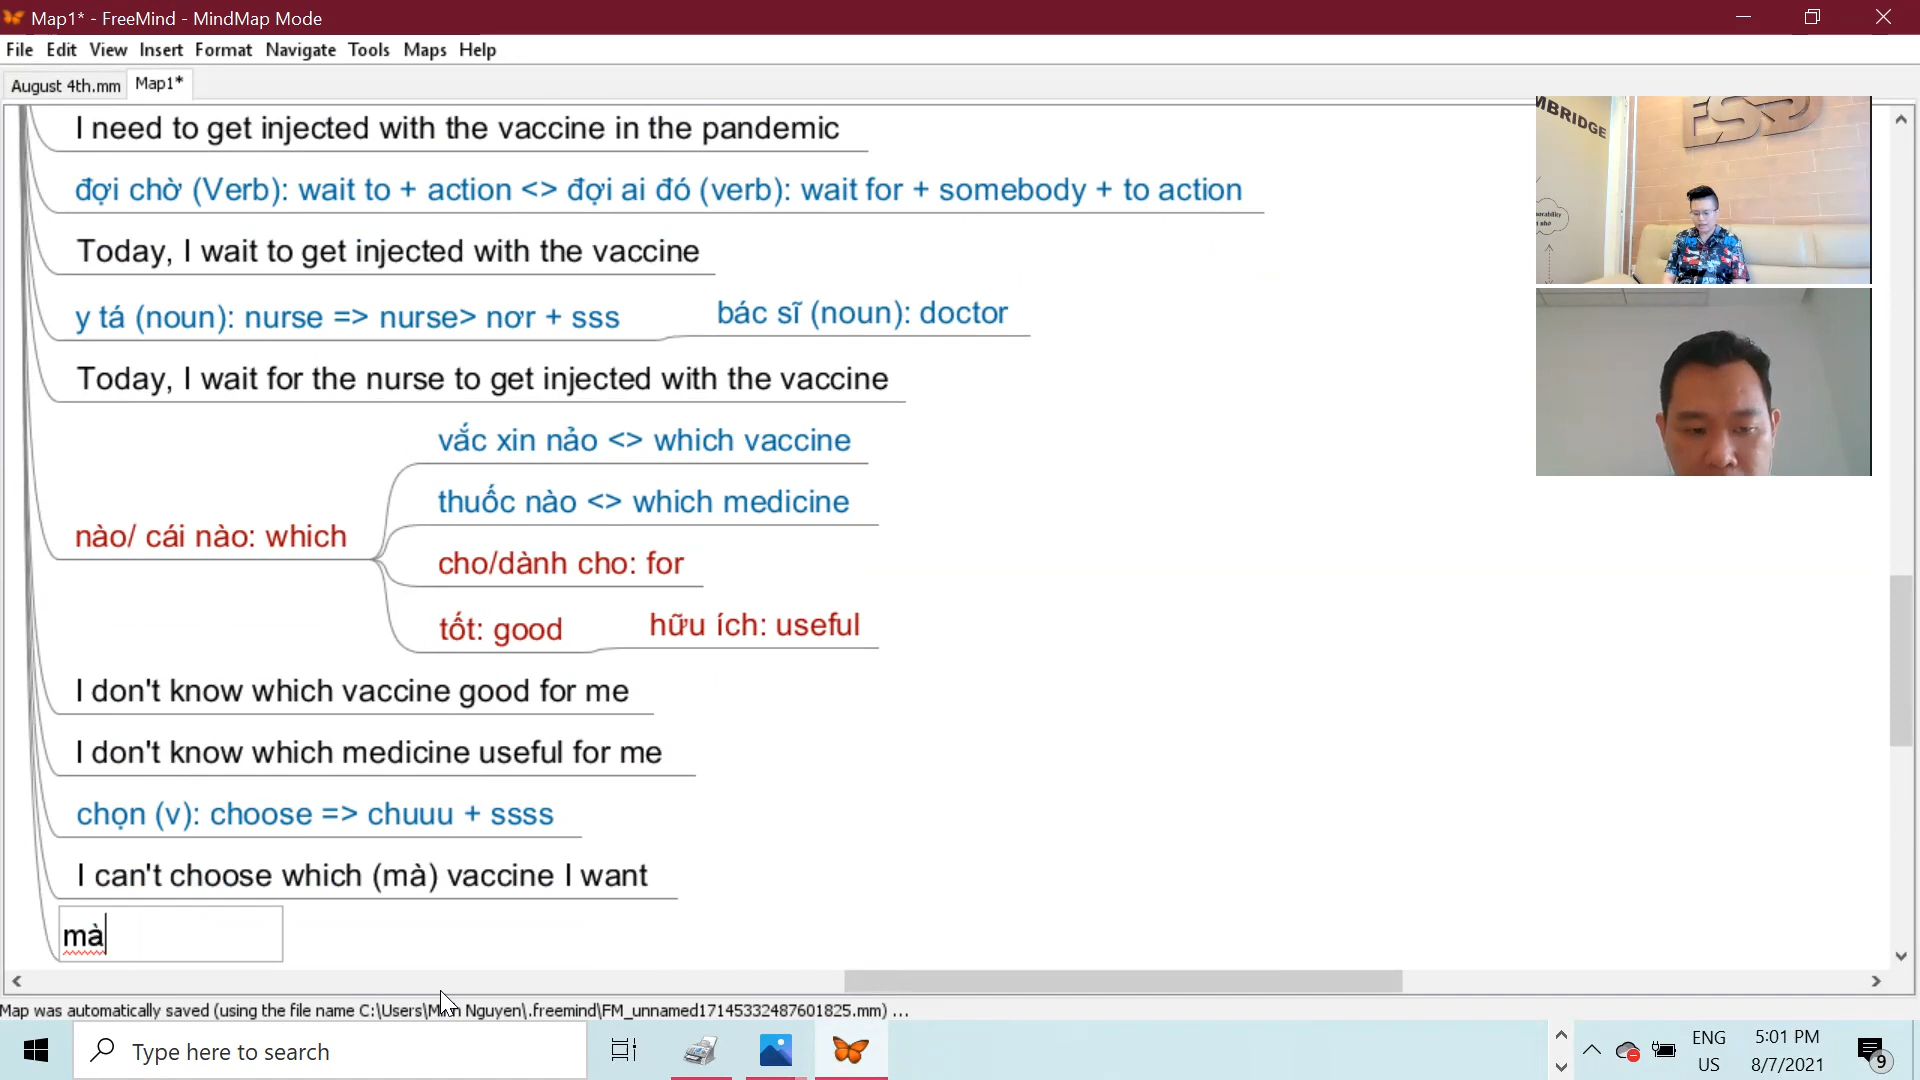 Map1* - FreeMind - MindMap Mode
File Edit View Insert Format Navigate Tools Maps Help
August 4th.mm Map1*
I need to get injected with the vaccine in the pandemic
đợi chờ (Verb): wait to + action <> đợi ai đó (verb): wait for + somebody + to action
Today, I wait to get injected with the vaccine
y tá (noun): nurse => nurse> nơr + sss bác sĩ (noun): doctor
Today, I wait for the nurse to get injected with the vaccine
vắc xin nảo <> which vaccine
thuốc nào <> which medicine
nào/ cái nào: which
cho/dành cho: for
tốt: good hữu ích: useful
I don't know which vaccine good for me
I don't know which medicine useful for me
chọn (v): choose => chuuu + ssss
I can't choose which (mà) vaccine I want
mà
MBRIDGE
Map was automatically saved (using the file name C:\Users\ Nguyen\.freemind\FM_unnamed17145332487601825.mm) ...
Type here to search
ENG
US
5:01 PM
8/7/2021
9